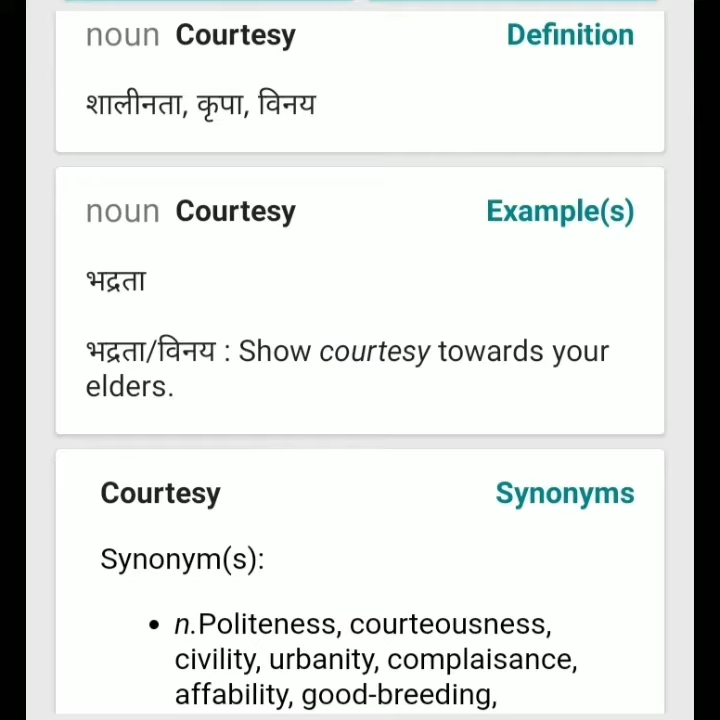 noun Courtesy Definition
शालीनता, कृपा, विनय
noun Courtesy Example(s)
भद्रता
भद्रता/विनय : Show courtesy towards your
elders.
Courtesy Synonyms
Synonym(s):
• n.Politeness, courteousness,
civility, urbanity, complaisance,
affability, good-breeding,